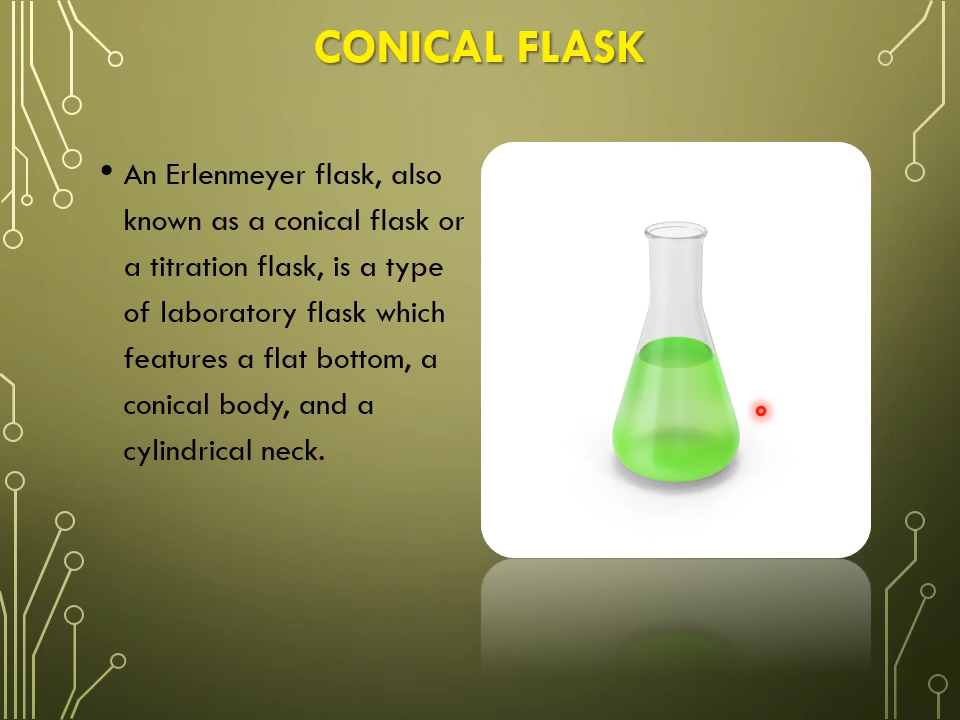 CONICAL FLASK
• An Erlenmeyer flask, also
known as a conical flask or
a titration flask, is a type
of laboratory flask which
features a flat bottom, a
conical body, and a
cylindrical neck.